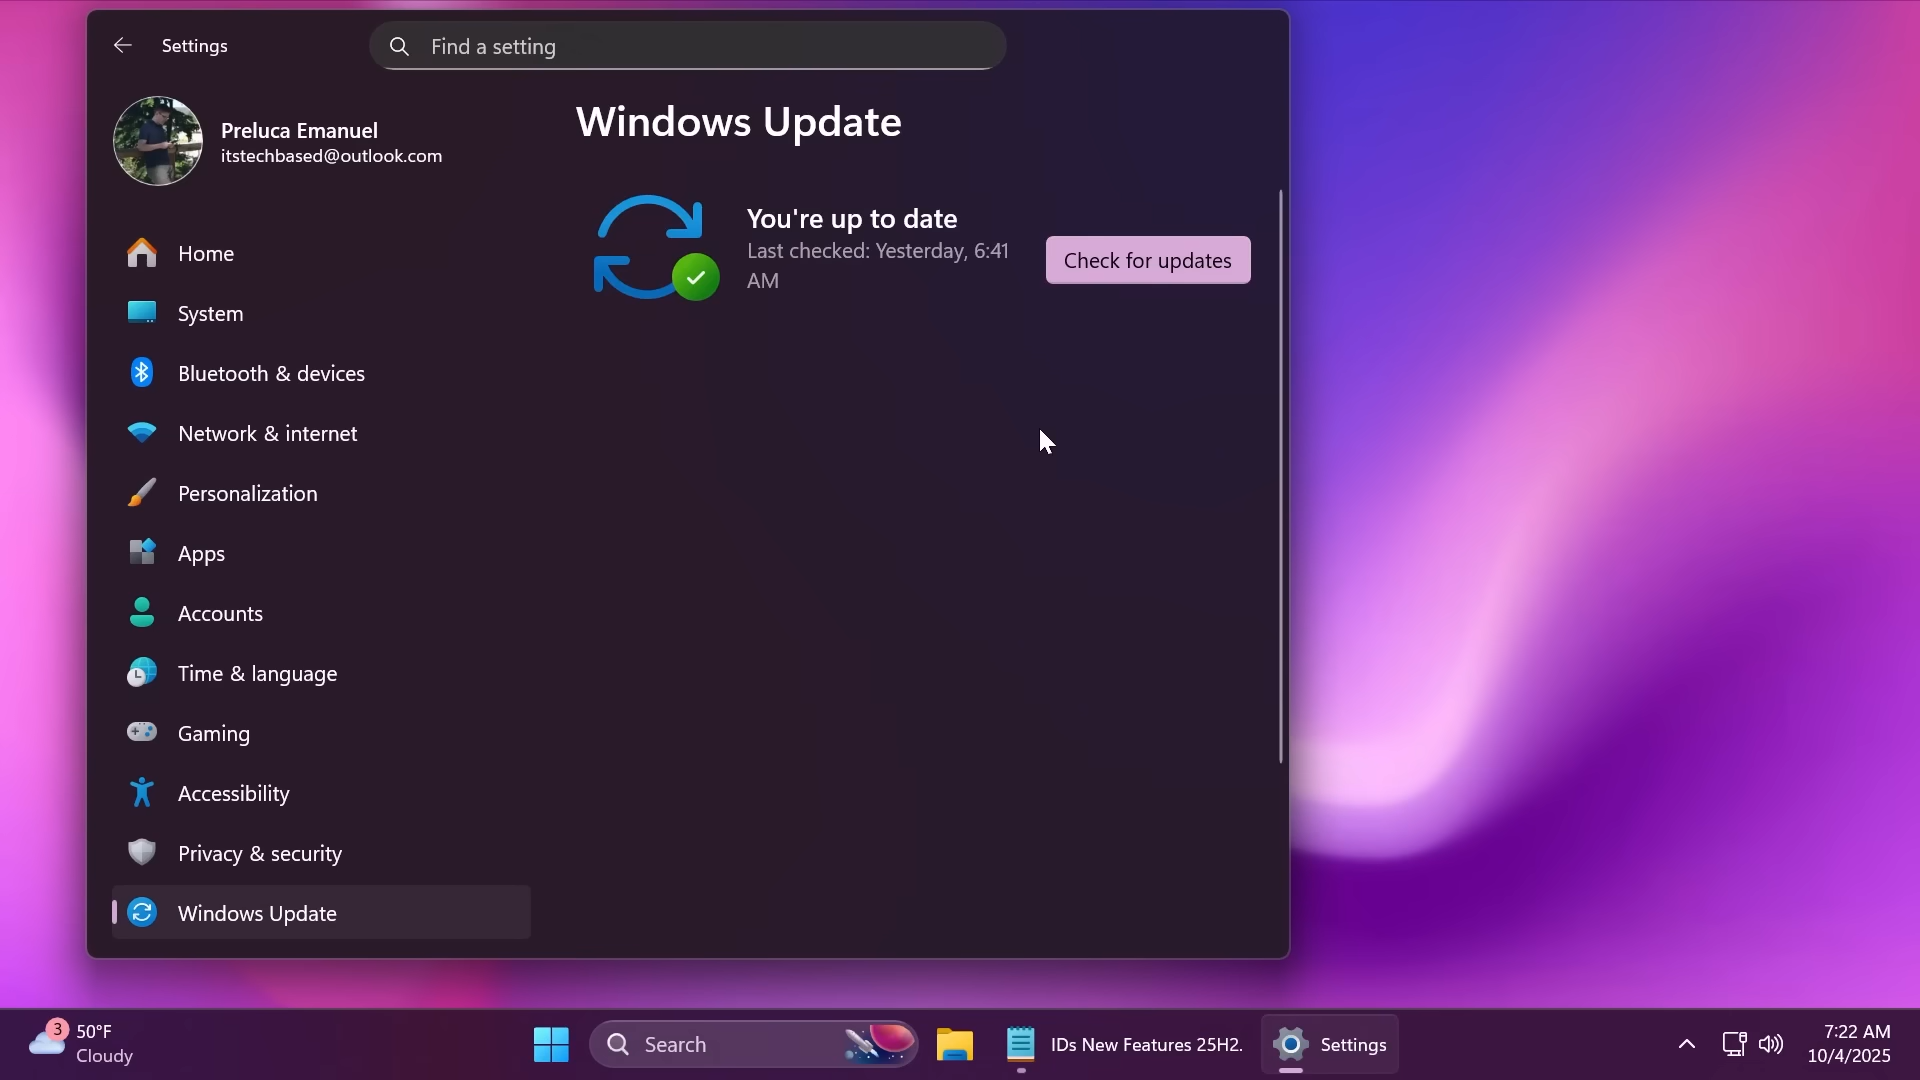 Settings
Find a setting
Preluca Emanuel
itstechbased@outlook.com
Home
System
Bluetooth & devices
Network & internet
Personalization
Apps
Accounts
Time & language
Gaming
Accessibility
Privacy & security
Windows Update
Windows Update
You're up to date
Last checked: Yesterday, 6:41
AM
Check for updates
3
50°F
Cloudy
Search
IDs New Features 25H2.
Settings
7:22 AM
10/4/2025